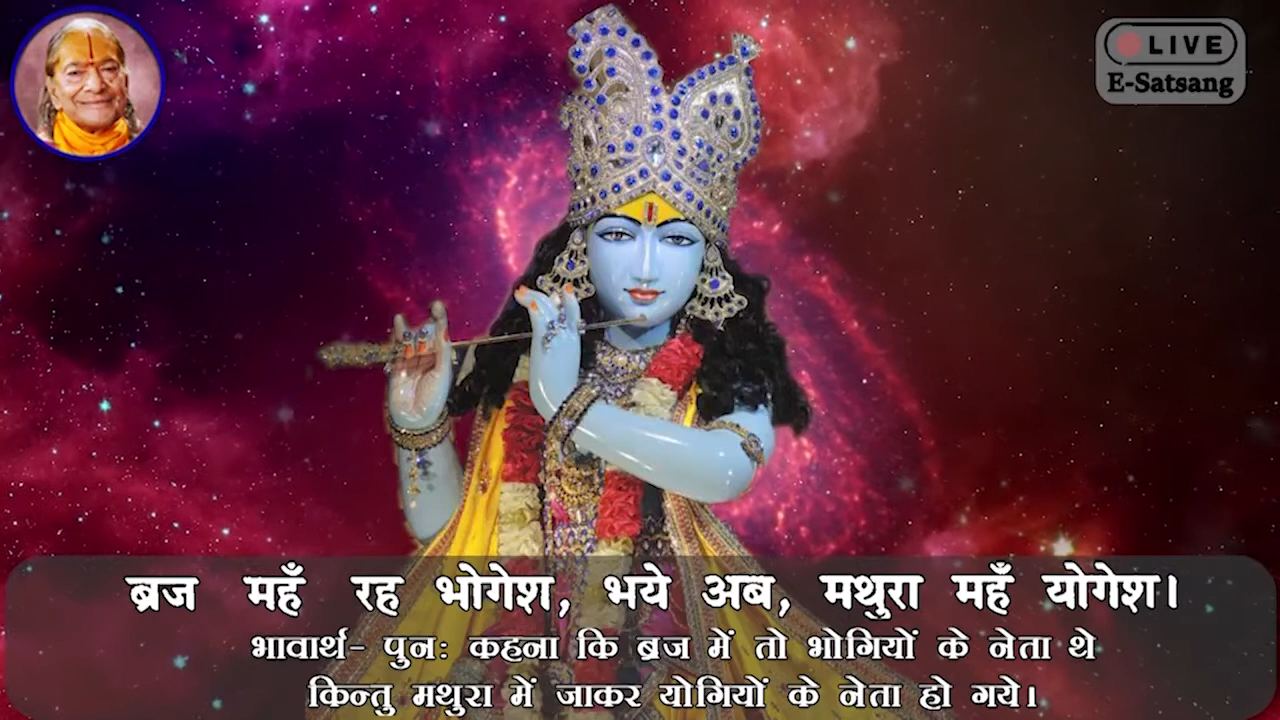 LIVE
E-Satsang
ब्रज महँ रह भोगेश, भये अब, मथुरा महँ योगेश।
भावार्थ- पुनः कहना कि ब्रज में तो भोगियों के नेता थे
किन्तु मथुरा में जाकर योगियों के नेता हो गये।